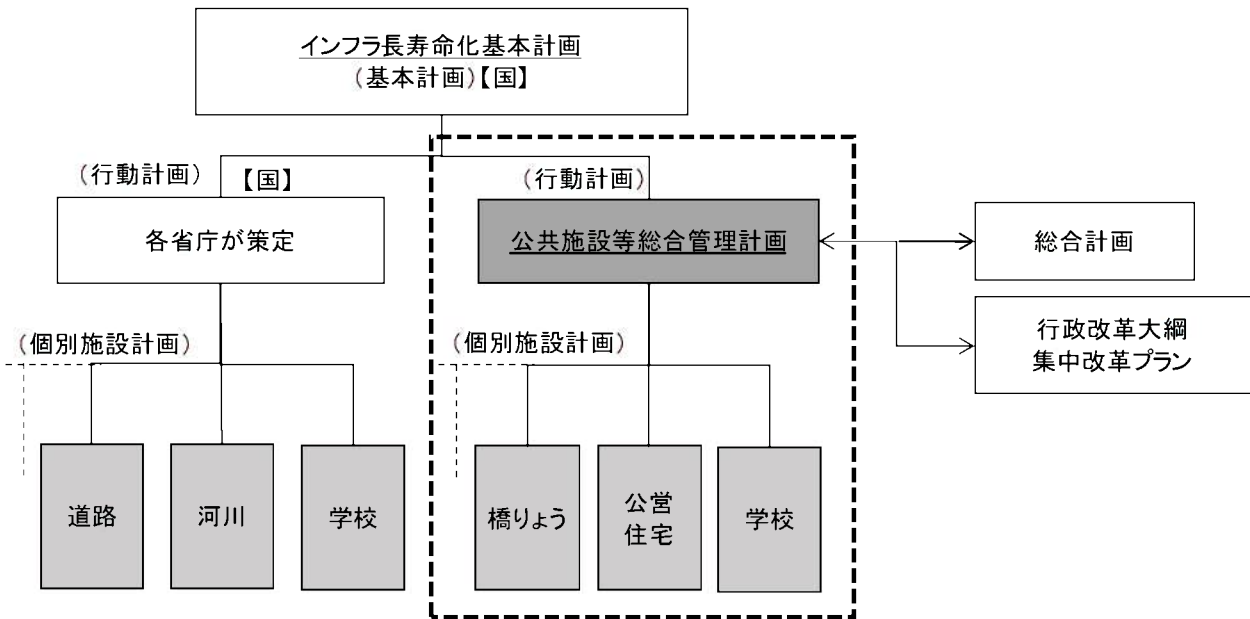 インフラ長寿命化基本計画
(基本計画)【国】
(行動計画)
【国】
(行動計画)
各省庁が策定
公共施設等総合管理計画
総合計画
行政改革大綱
集中改革プラン
(個別施設計画)
(個別施設計画)
道路
河川
学校
橋りょう
公営
住宅
学校